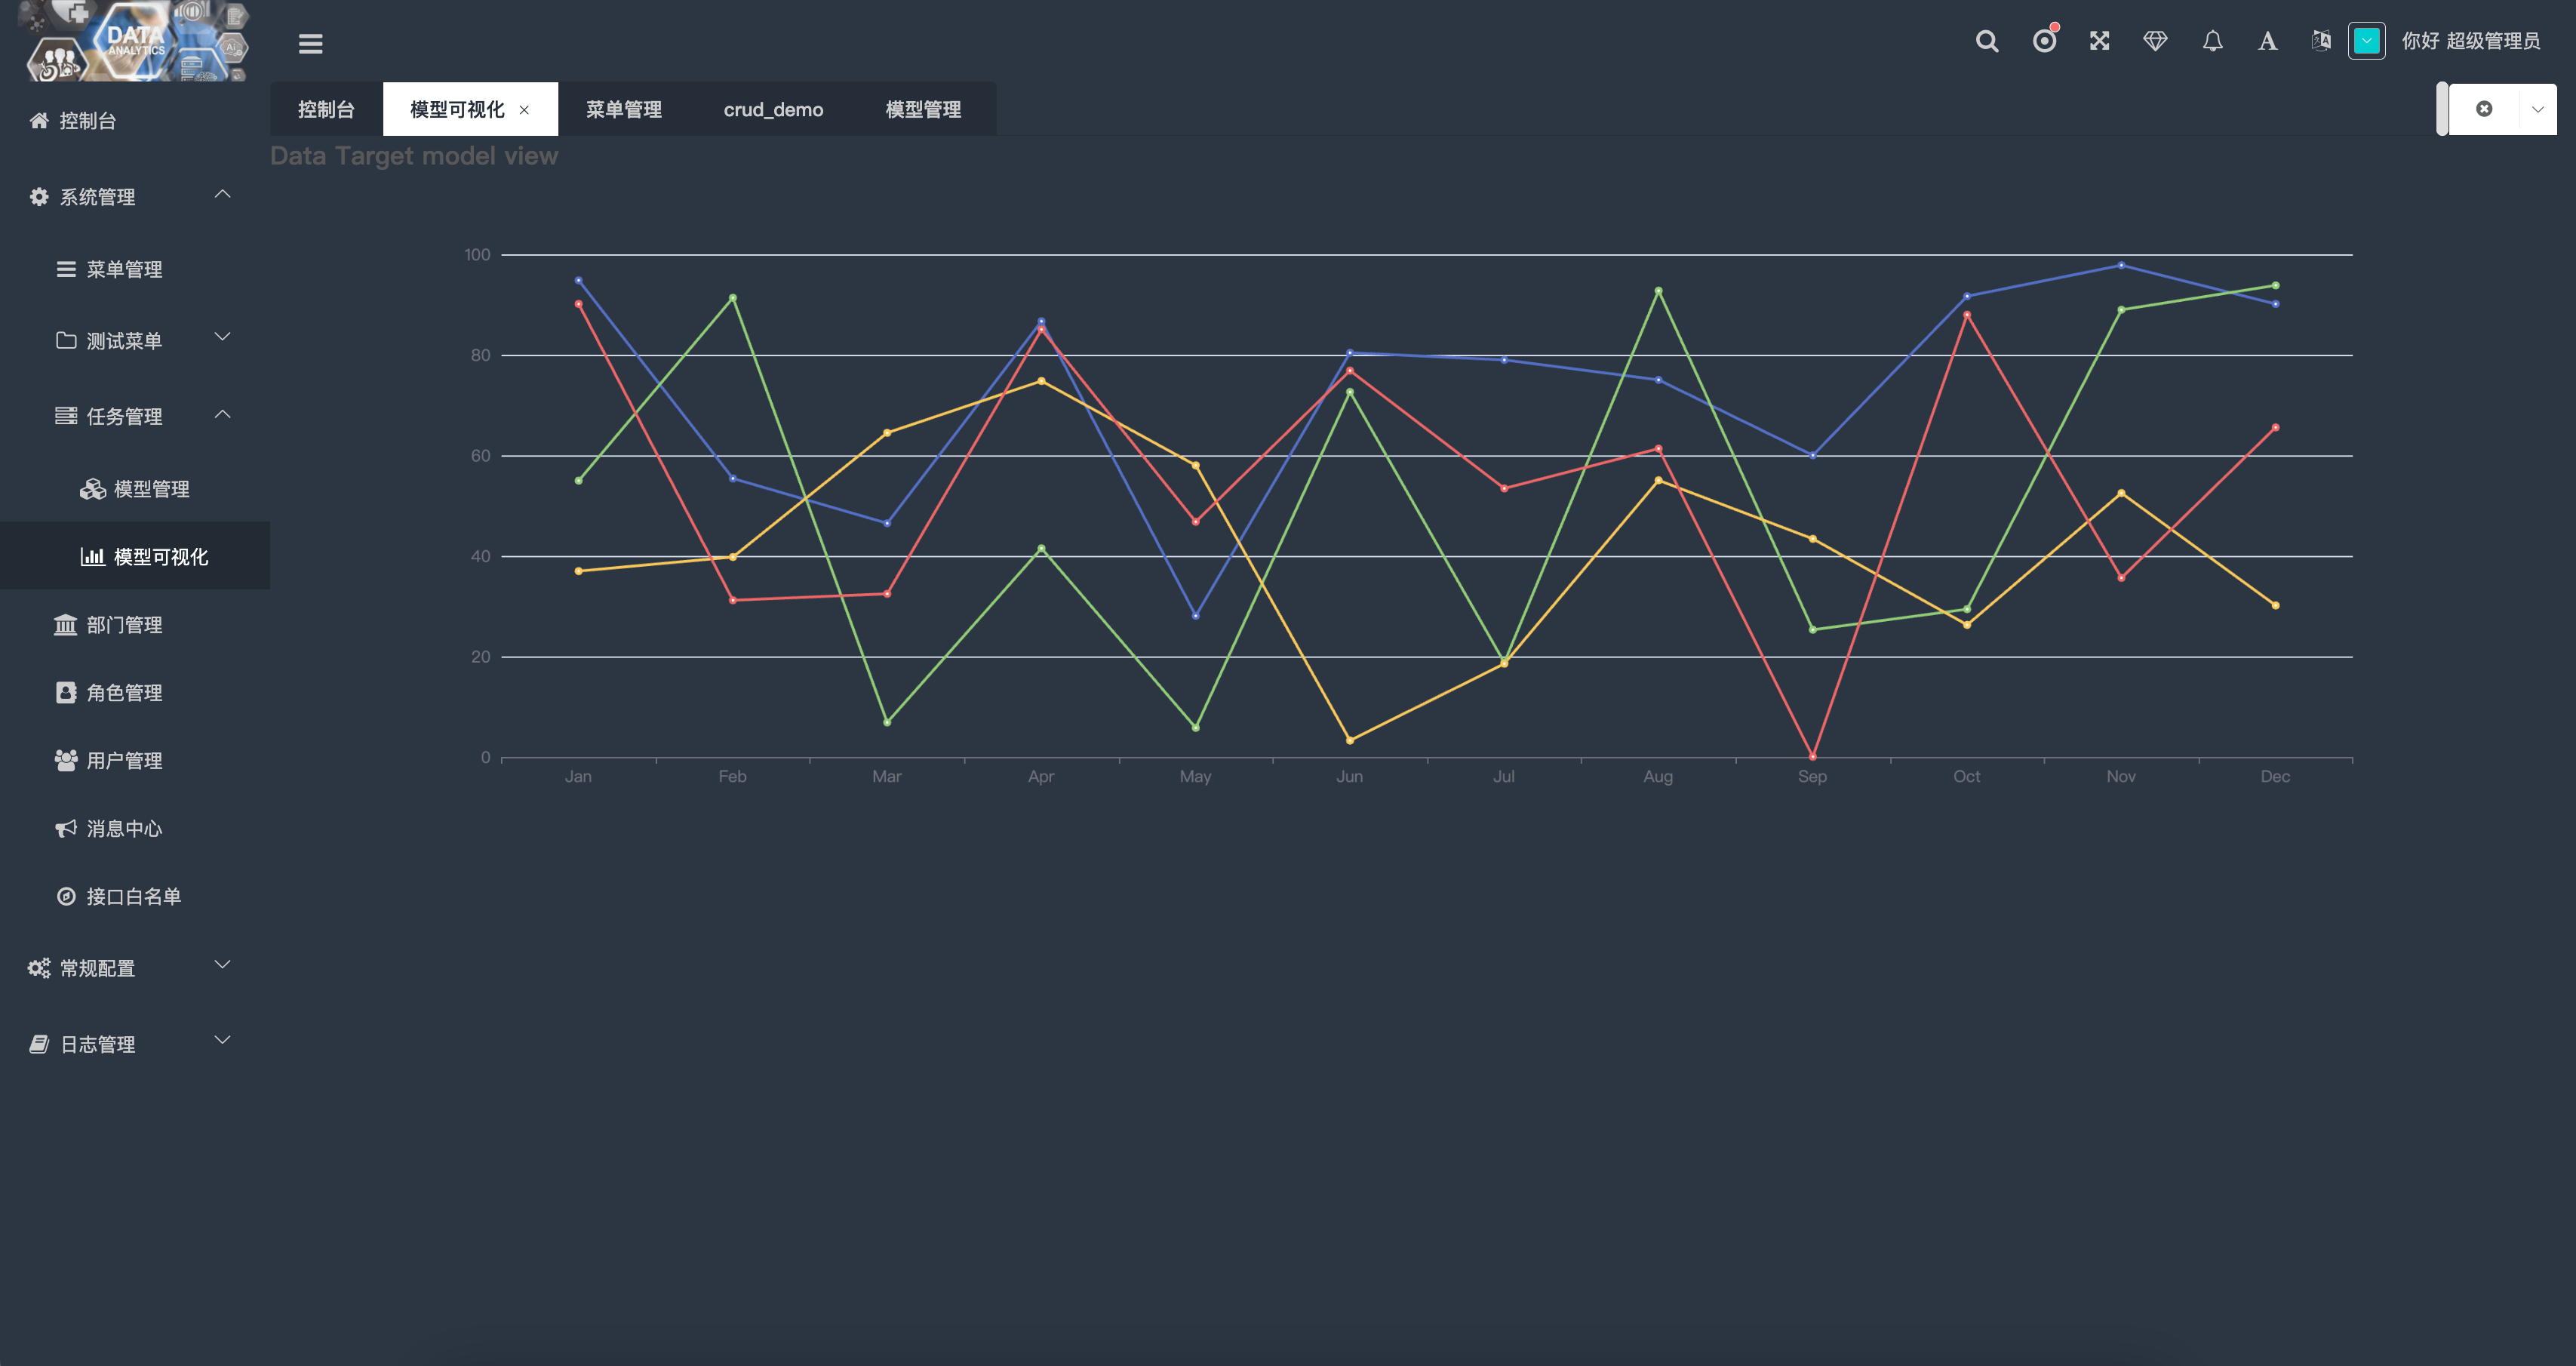 DATA
ANALYTICS
你好 超级管理员
控制台
模型可视化
菜单管理
crud_demo
模型管理
控制台
系统管理
菜单管理
测试菜单
任务管理
模型管理
模型可视化
部门管理
角色管理
用户管理
消息中心
接口白名单
常规配置
日志管理
Data Target model view
100
80
60
40
20
0
Jan Feb Mar Apr May Jun Jul Aug Sep Oct Nov Dec